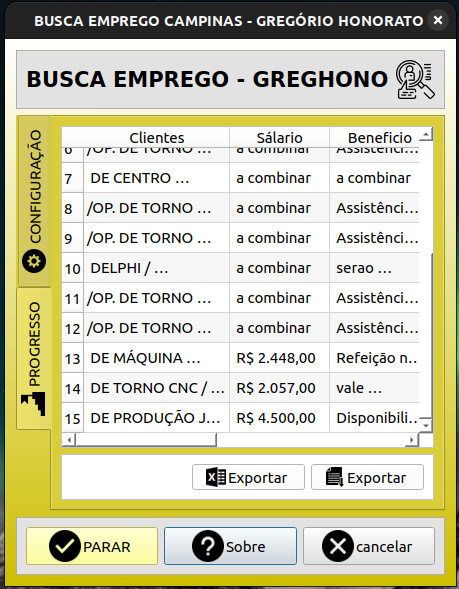 BUSCA EMPREGO CAMPINAS - GREGÓRIO HONORATO
BUSCA EMPREGO - GREGHONO
CONFIGURAÇÃO
PROGRESSO
Clientes Sálario Beneficio
6 /OP. DE TORNO ... a combinar Assistênci...
7 DE CENTRO ... a combinar a combinar
8 /OP. DE TORNO ... a combinar Assistênci...
9 /OP. DE TORNO ... a combinar Assistênci...
10 DELPHI / ... a combinar serao ...
11 /OP. DE TORNO ... a combinar Assistênci...
12 /OP. DE TORNO ... a combinar Assistênci...
13 DE MÁQUINA ... R$ 2.448,00 Refeição n...
14 DE TORNO CNC / ... R$ 2.057,00 vale ...
15 DE PRODUÇÃO J... R$ 4.500,00 Disponibili...
Exportar Exportar
PARAR Sobre cancelar